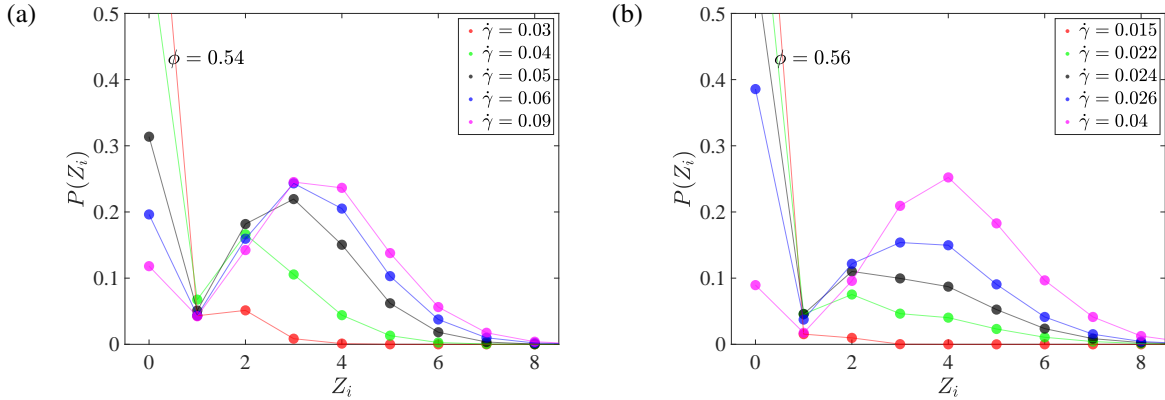 (a)
0.5
0.4
0.3
0.2
0.1
0
P(Z_i)
ϕ = 0.54
γ̇ = 0.03
γ̇ = 0.04
γ̇ = 0.05
γ̇ = 0.06
γ̇ = 0.09
0 2 4 6 8
Z_i
(b)
0.5
0.4
0.3
0.2
0.1
0
P(Z_i)
ϕ = 0.56
γ̇ = 0.015
γ̇ = 0.022
γ̇ = 0.024
γ̇ = 0.026
γ̇ = 0.04
0 2 4 6 8
Z_i